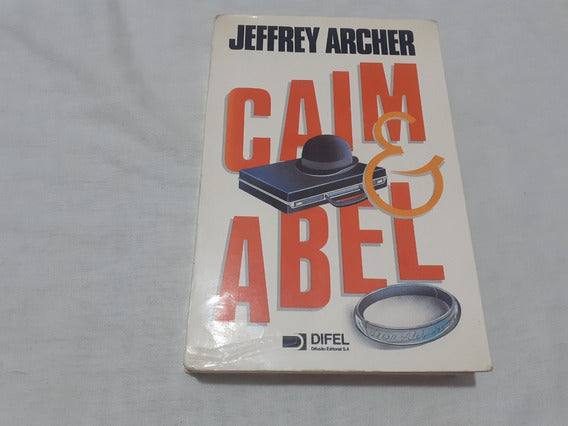 JEFFREY ARCHER
CAIM
&
ABEL
DIFEL
Difusão Editorial S.A